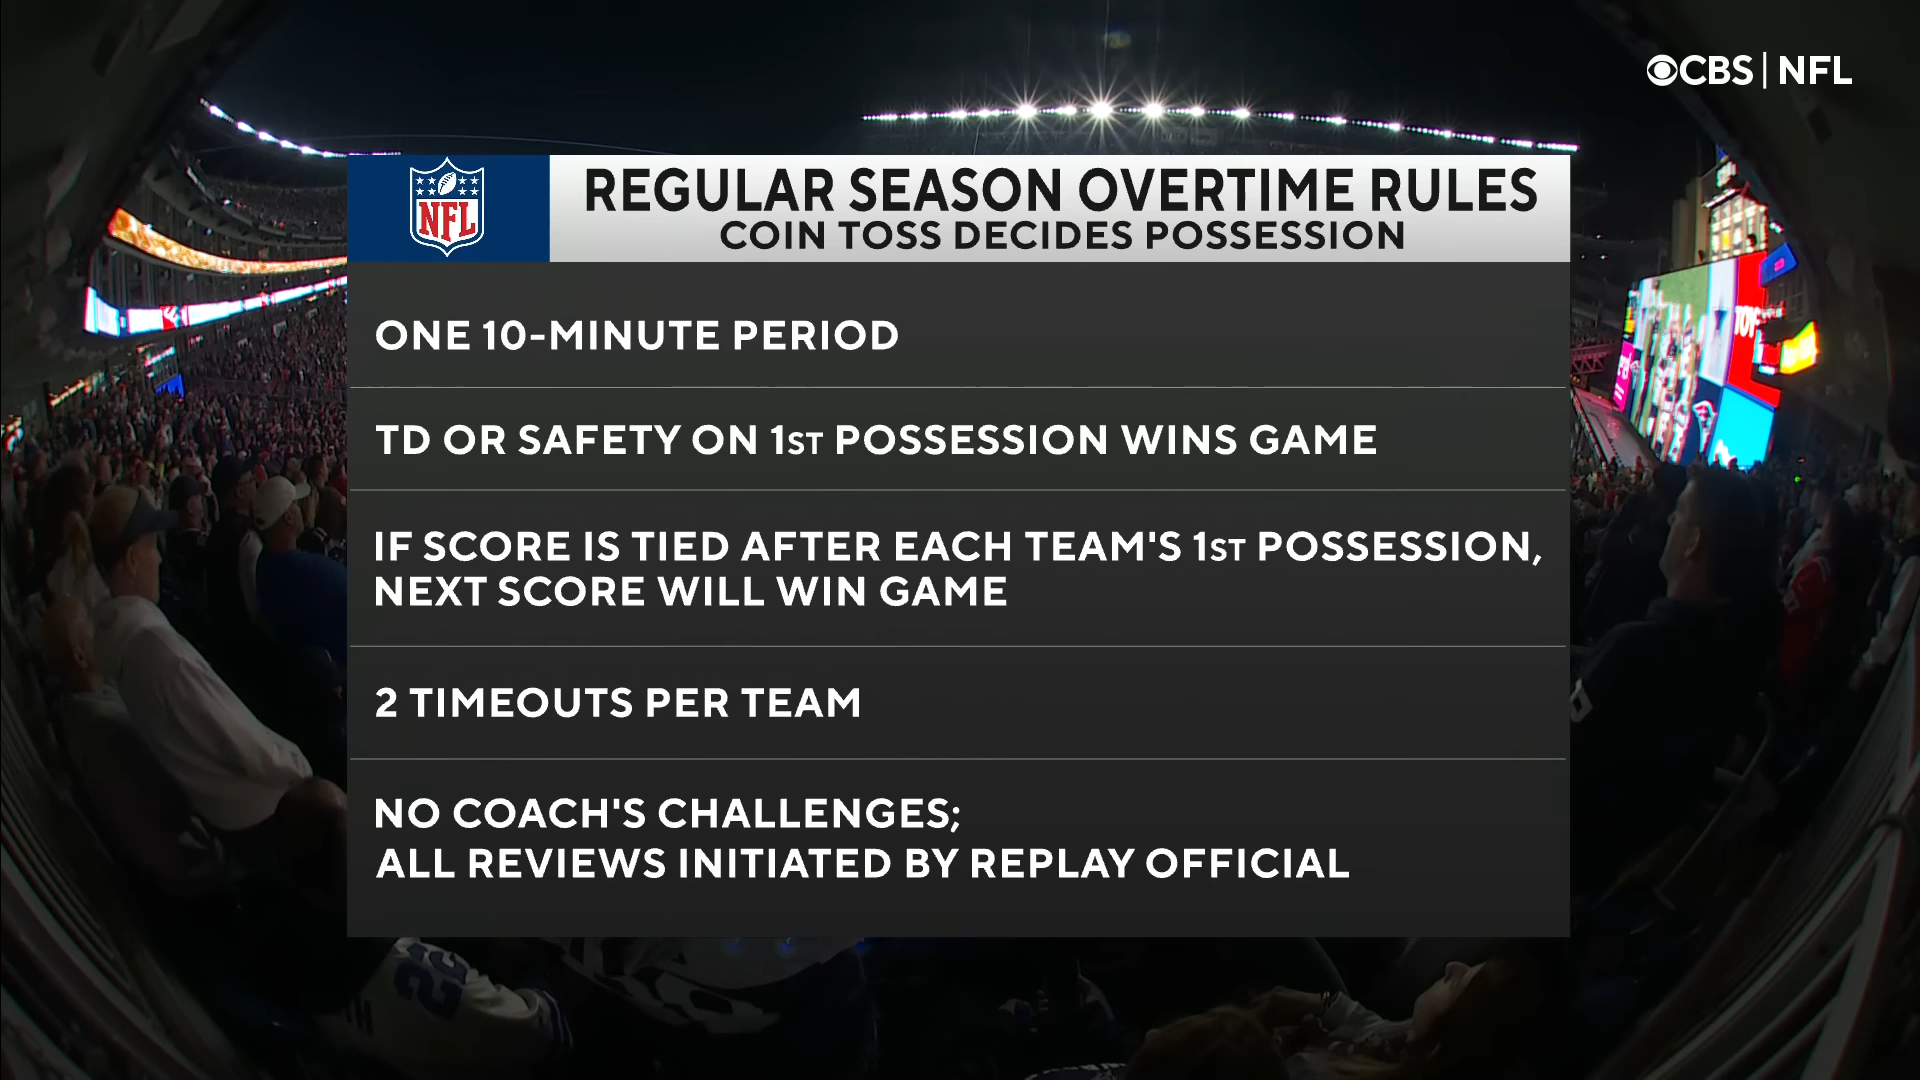 CBS | NFL
NFL
REGULAR SEASON OVERTIME RULES
COIN TOSS DECIDES POSSESSION
ONE 10-MINUTE PERIOD
TD OR SAFETY ON 1ST POSSESSION WINS GAME
IF SCORE IS TIED AFTER EACH TEAM'S 1ST POSSESSION,
NEXT SCORE WILL WIN GAME
2 TIMEOUTS PER TEAM
NO COACH'S CHALLENGES;
ALL REVIEWS INITIATED BY REPLAY OFFICIAL